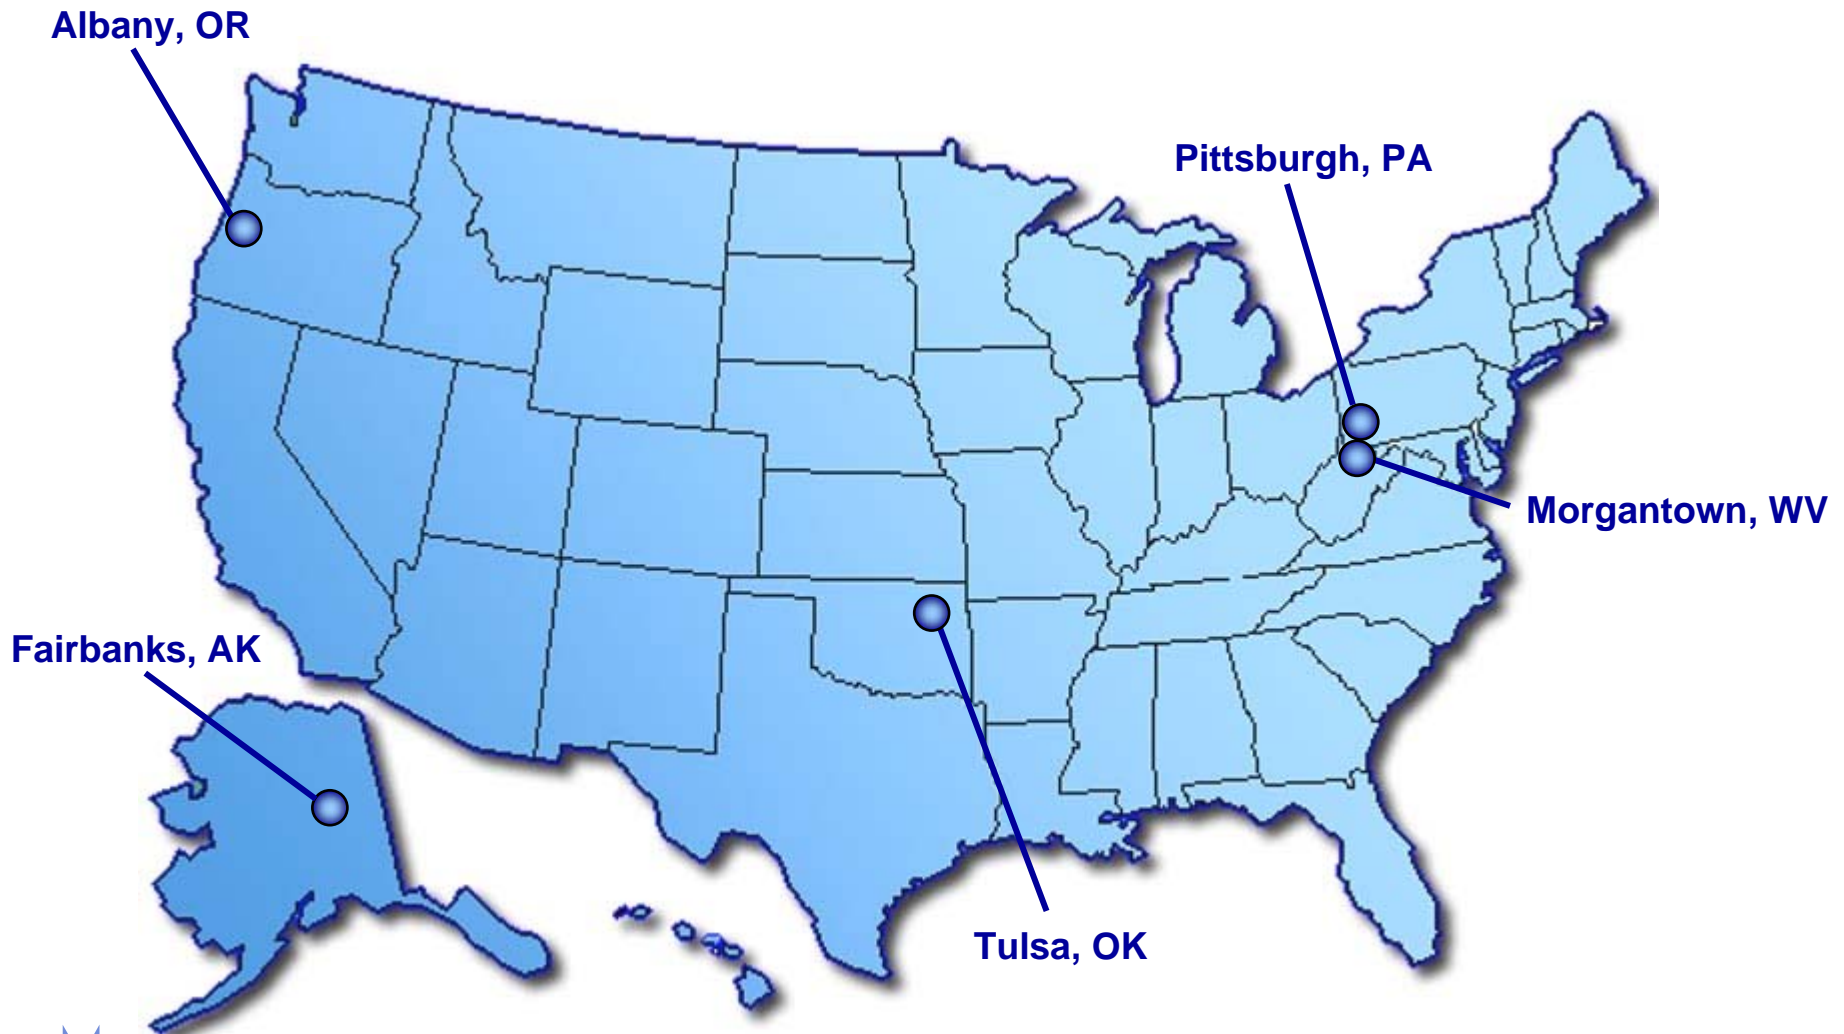 Albany, OR
Pittsburgh, PA
Morgantown, WV
Fairbanks, AK
Tulsa, OK